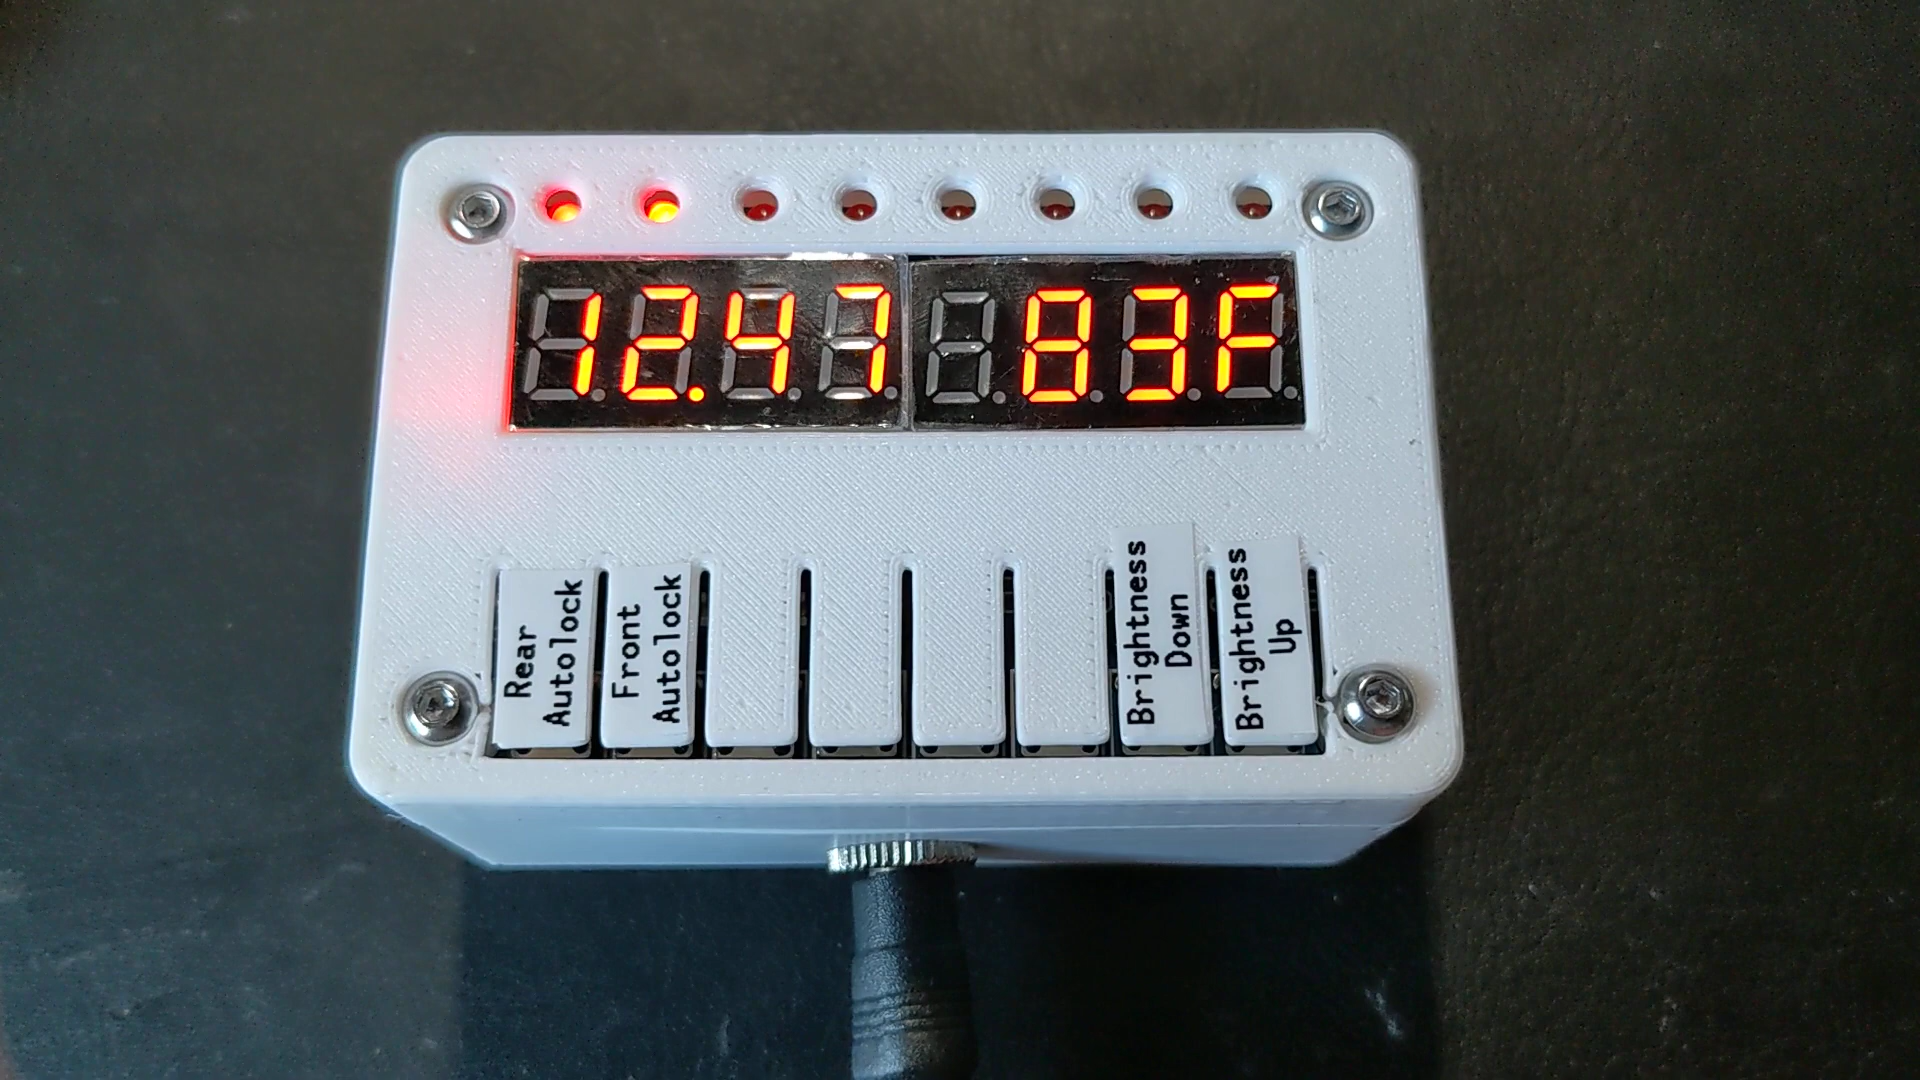 12.47 83F
Rear
Autolock
Front
Autolock
Brightness
Down
Brightness
Up